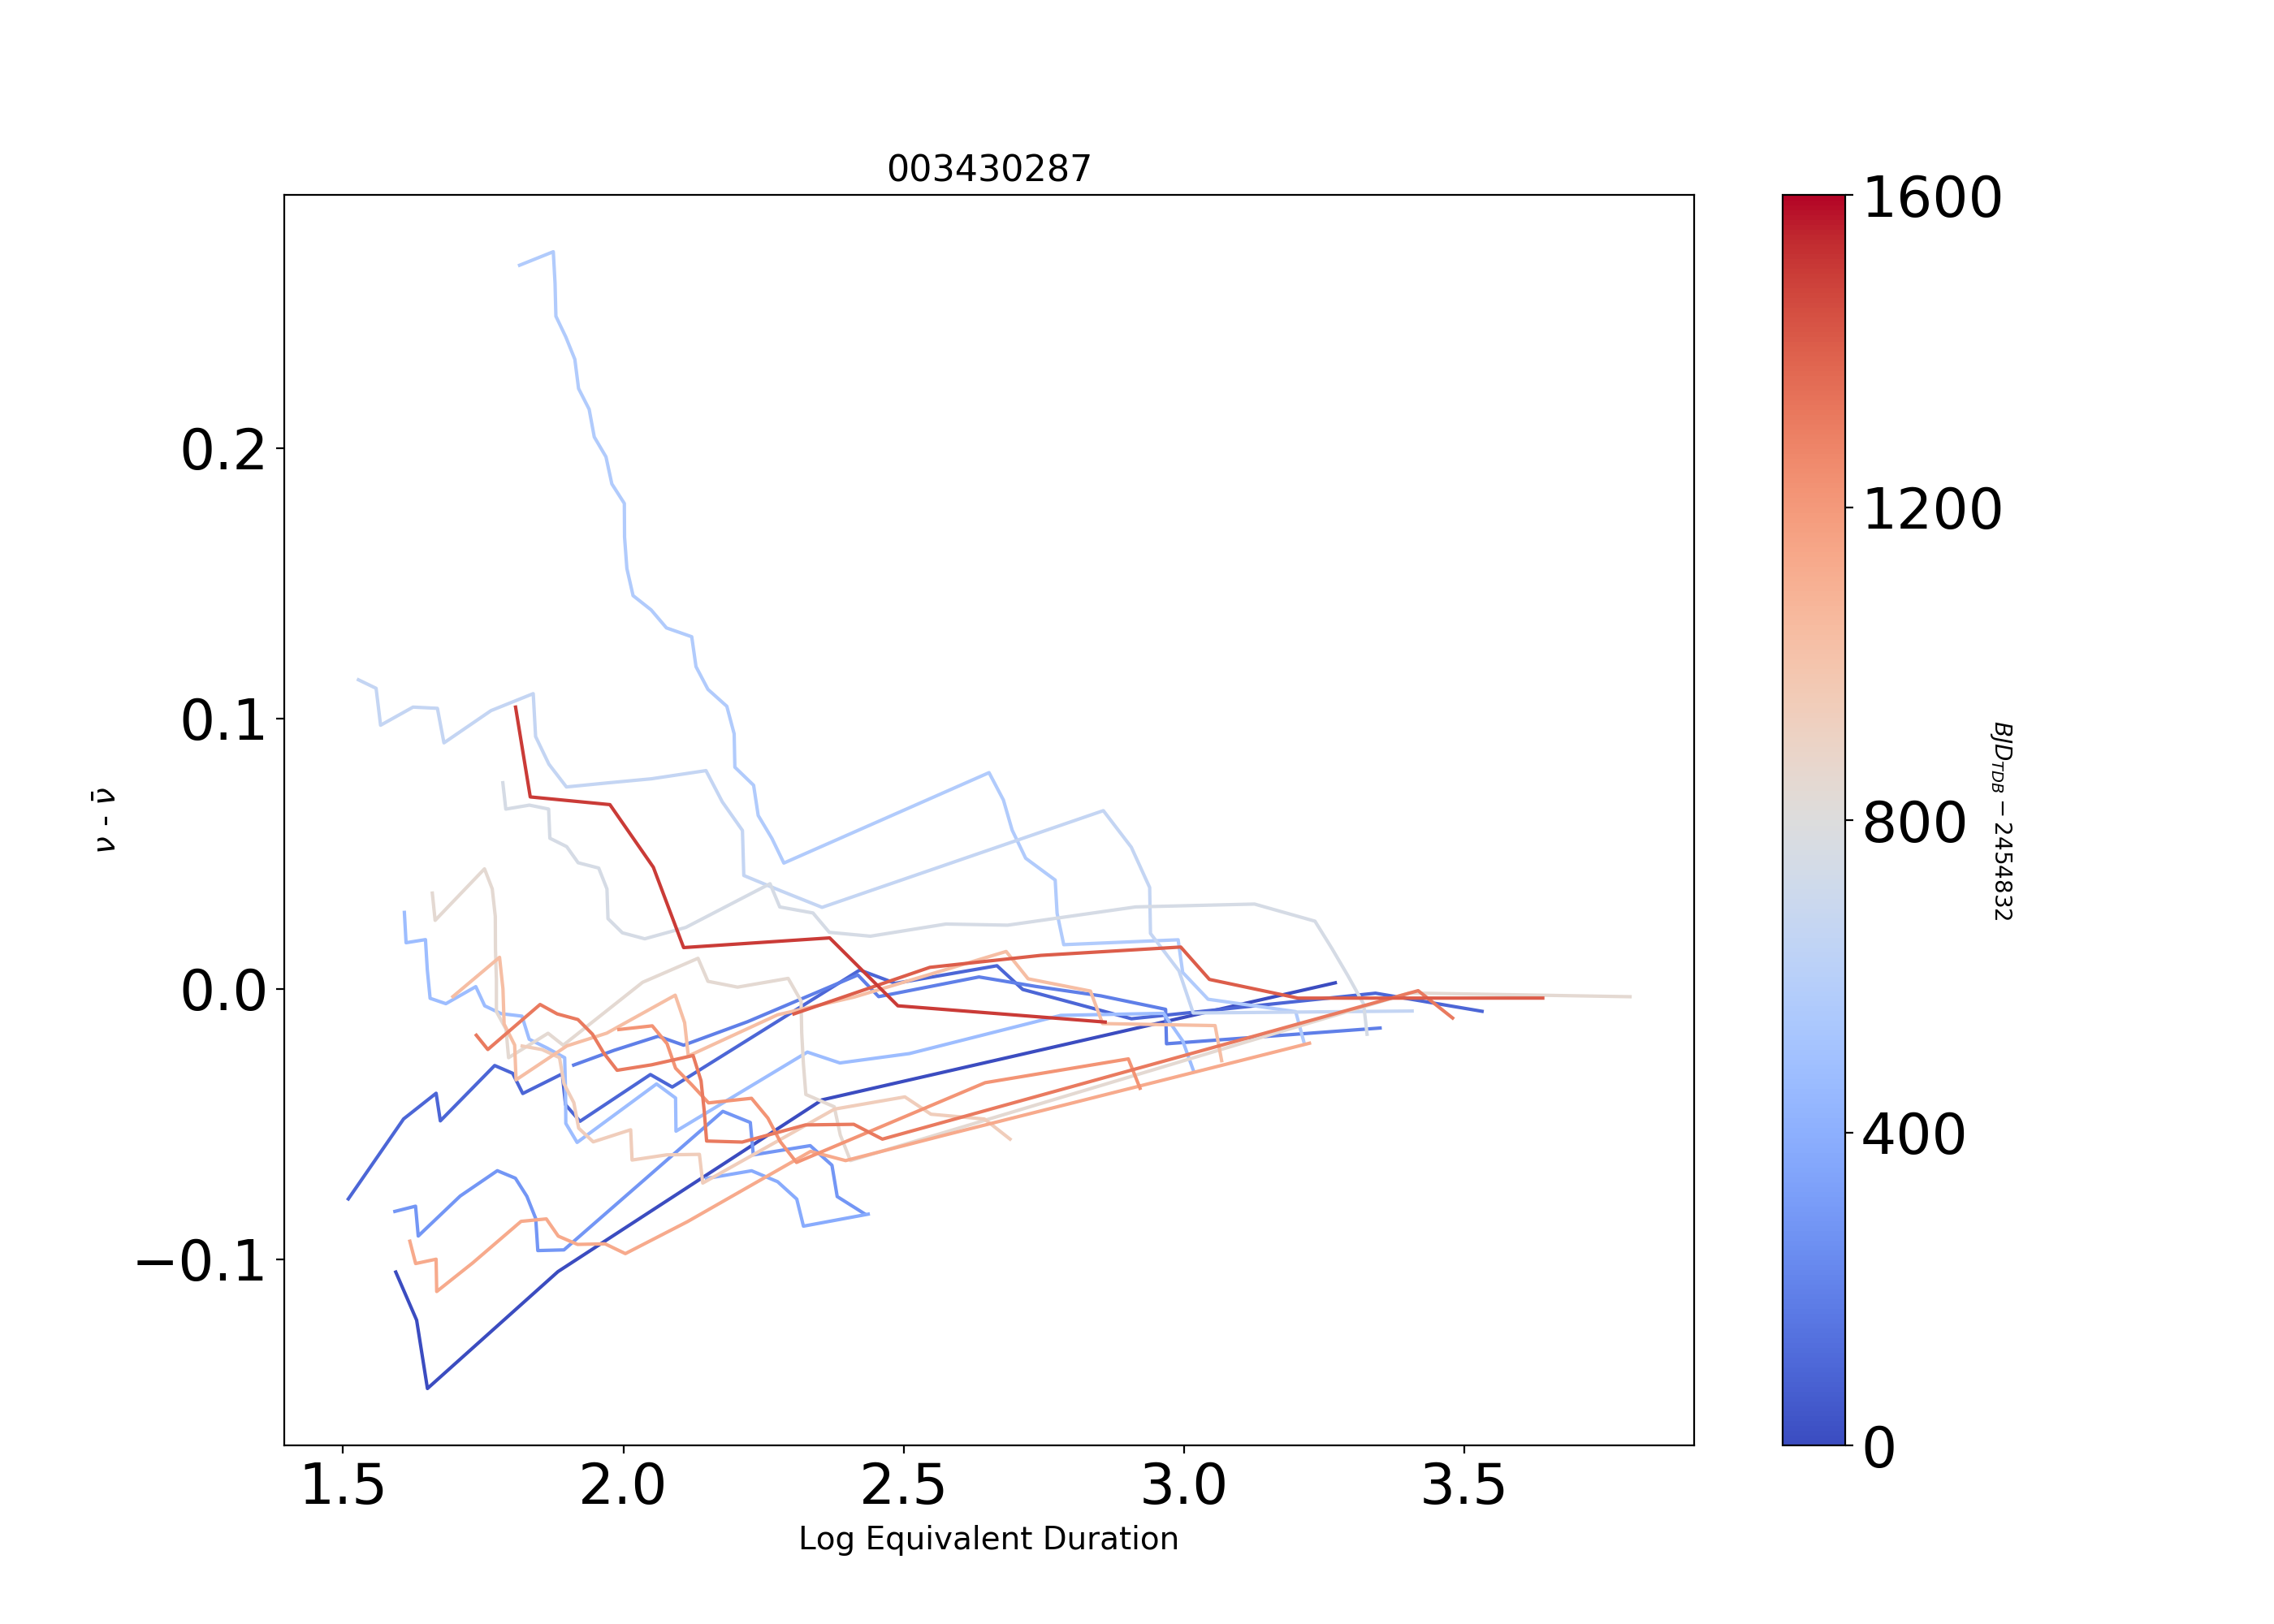 003430287
0.2
0.1
0.0
−0.1
ν - ν̄
1.5 2.0 2.5 3.0 3.5
Log Equivalent Duration
1600
1200
800
400
0
BJD_TDB − 2454832